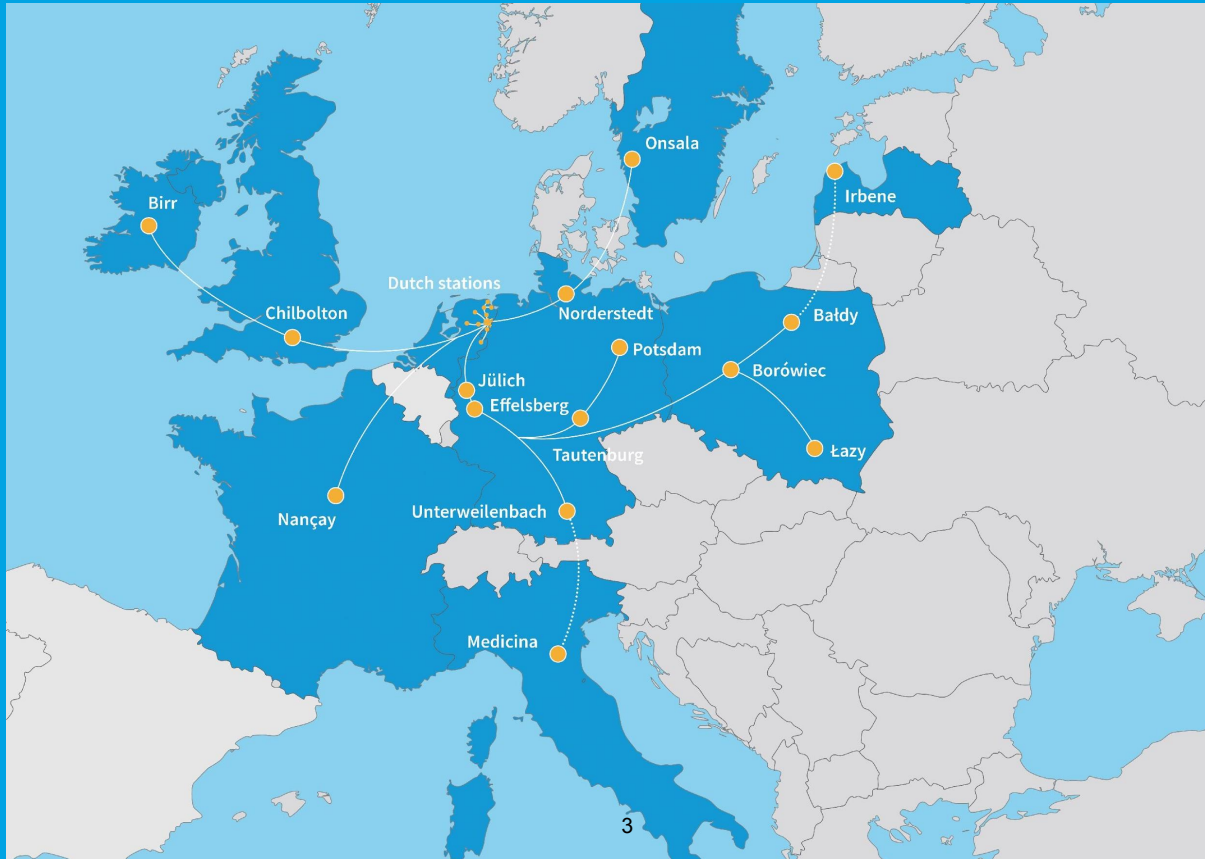 Onsala
Irbene
Birr
Dutch stations
Chilbolton
Norderstedt
Bałdy
Potsdam
Borówiec
Jülich
Effelsberg
Tautenburg
Łazy
Nançay
Unterweilenbach
Medicina
3